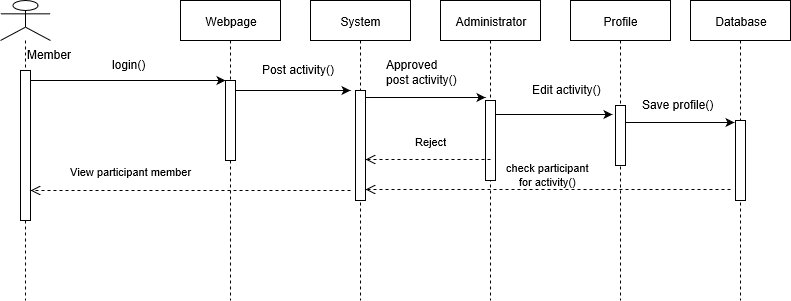 Webpage
System
Administrator
Profile
Database
Member
login()
Post activity()
Approved
post activity()
Edit activity()
Save profile()
Reject
View participant member
check participant
for activity()